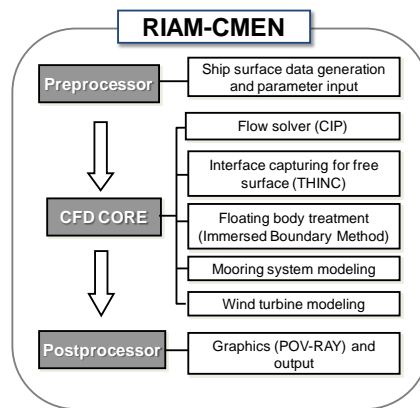 RIAM-CMEN
Preprocessor
Ship surface data generation
and parameter input
Flow solver (CIP)
Interface capturing for free
surface (THINC)
CFD CORE
Floating body treatment
(Immersed Boundary Method)
Mooring system modeling
Wind turbine modeling
Postprocessor
Graphics (POV-RAY) and
output